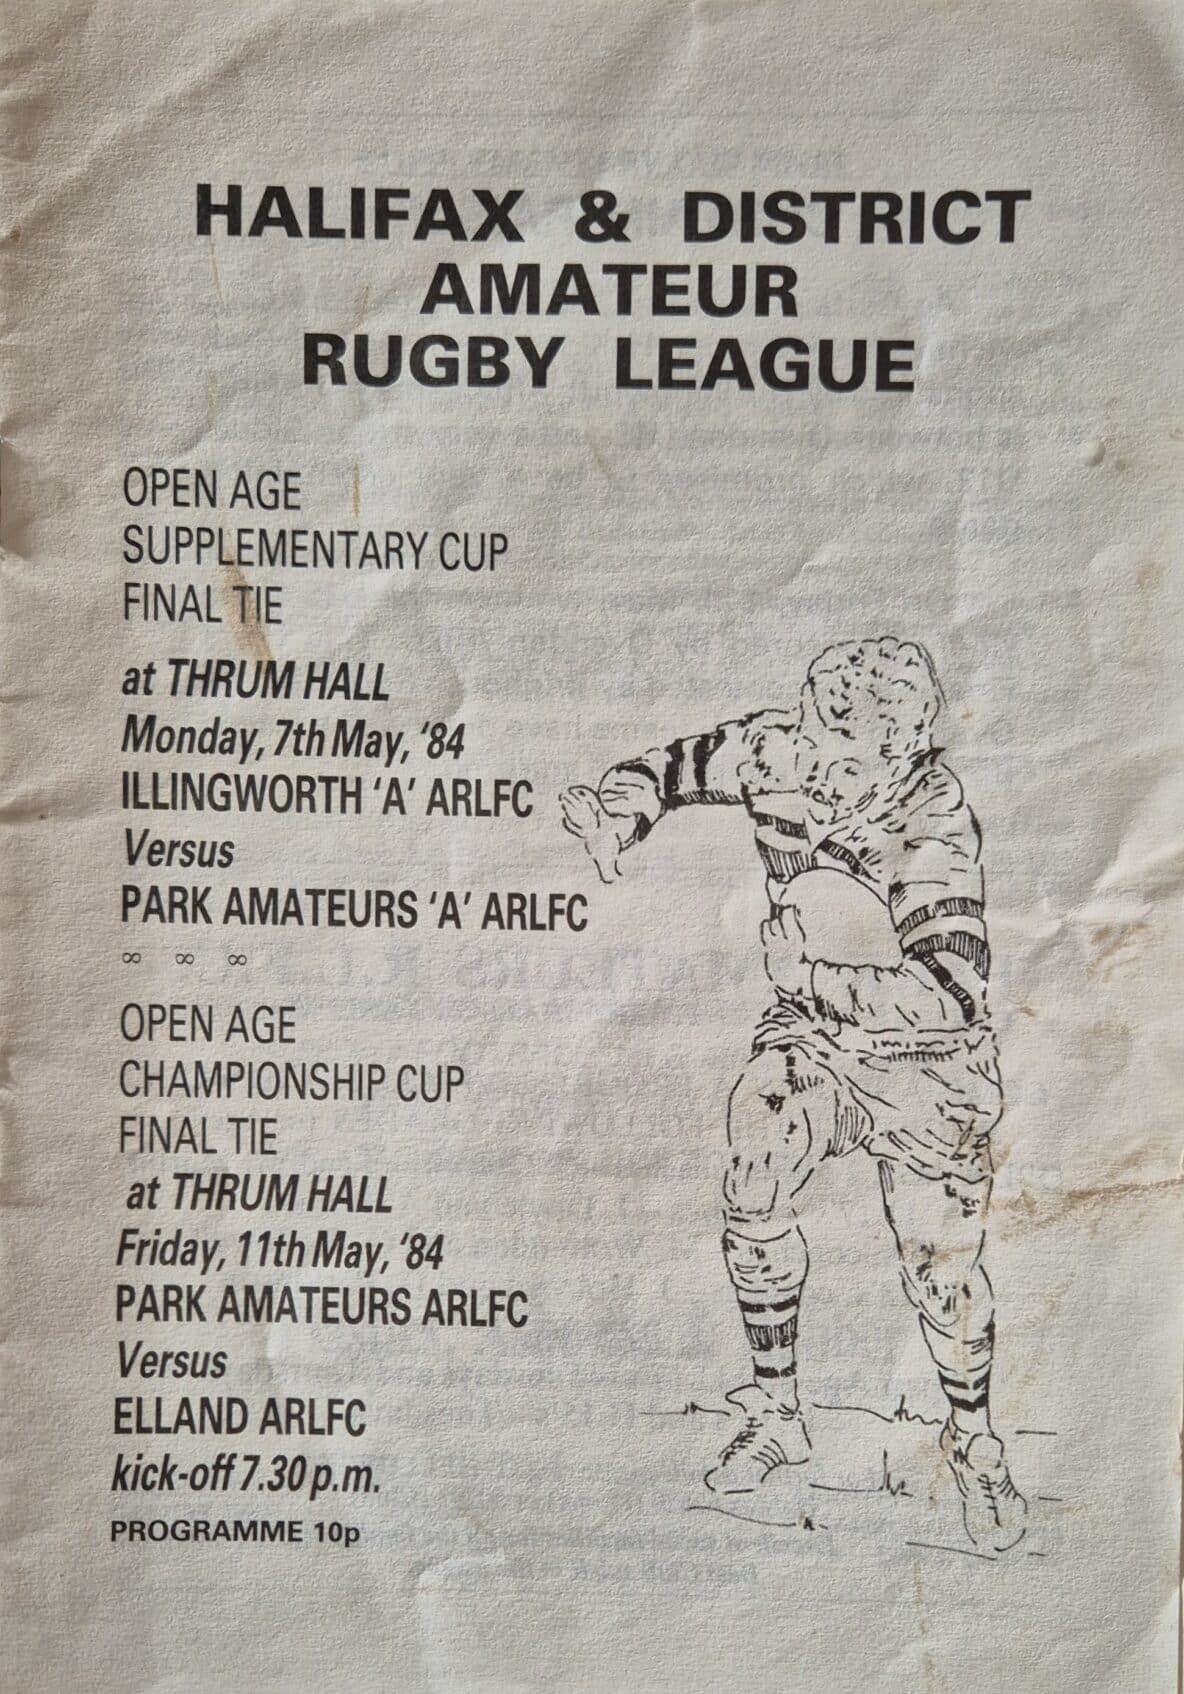 HALIFAX & DISTRICT
AMATEUR
RUGBY LEAGUE
OPEN AGE
SUPPLEMENTARY CUP
FINAL TIE
at THRUM HALL
Monday, 7th May, ‘84
ILLINGWORTH ‘A’ ARLFC
Versus
PARK AMATEURS ‘A’ ARLFC
∞ ∞ ∞
OPEN AGE
CHAMPIONSHIP CUP
FINAL TIE
at THRUM HALL
Friday, 11th May, ‘84
PARK AMATEURS ARLFC
Versus
ELLAND ARLFC
kick-off 7.30 p.m.
PROGRAMME 10p